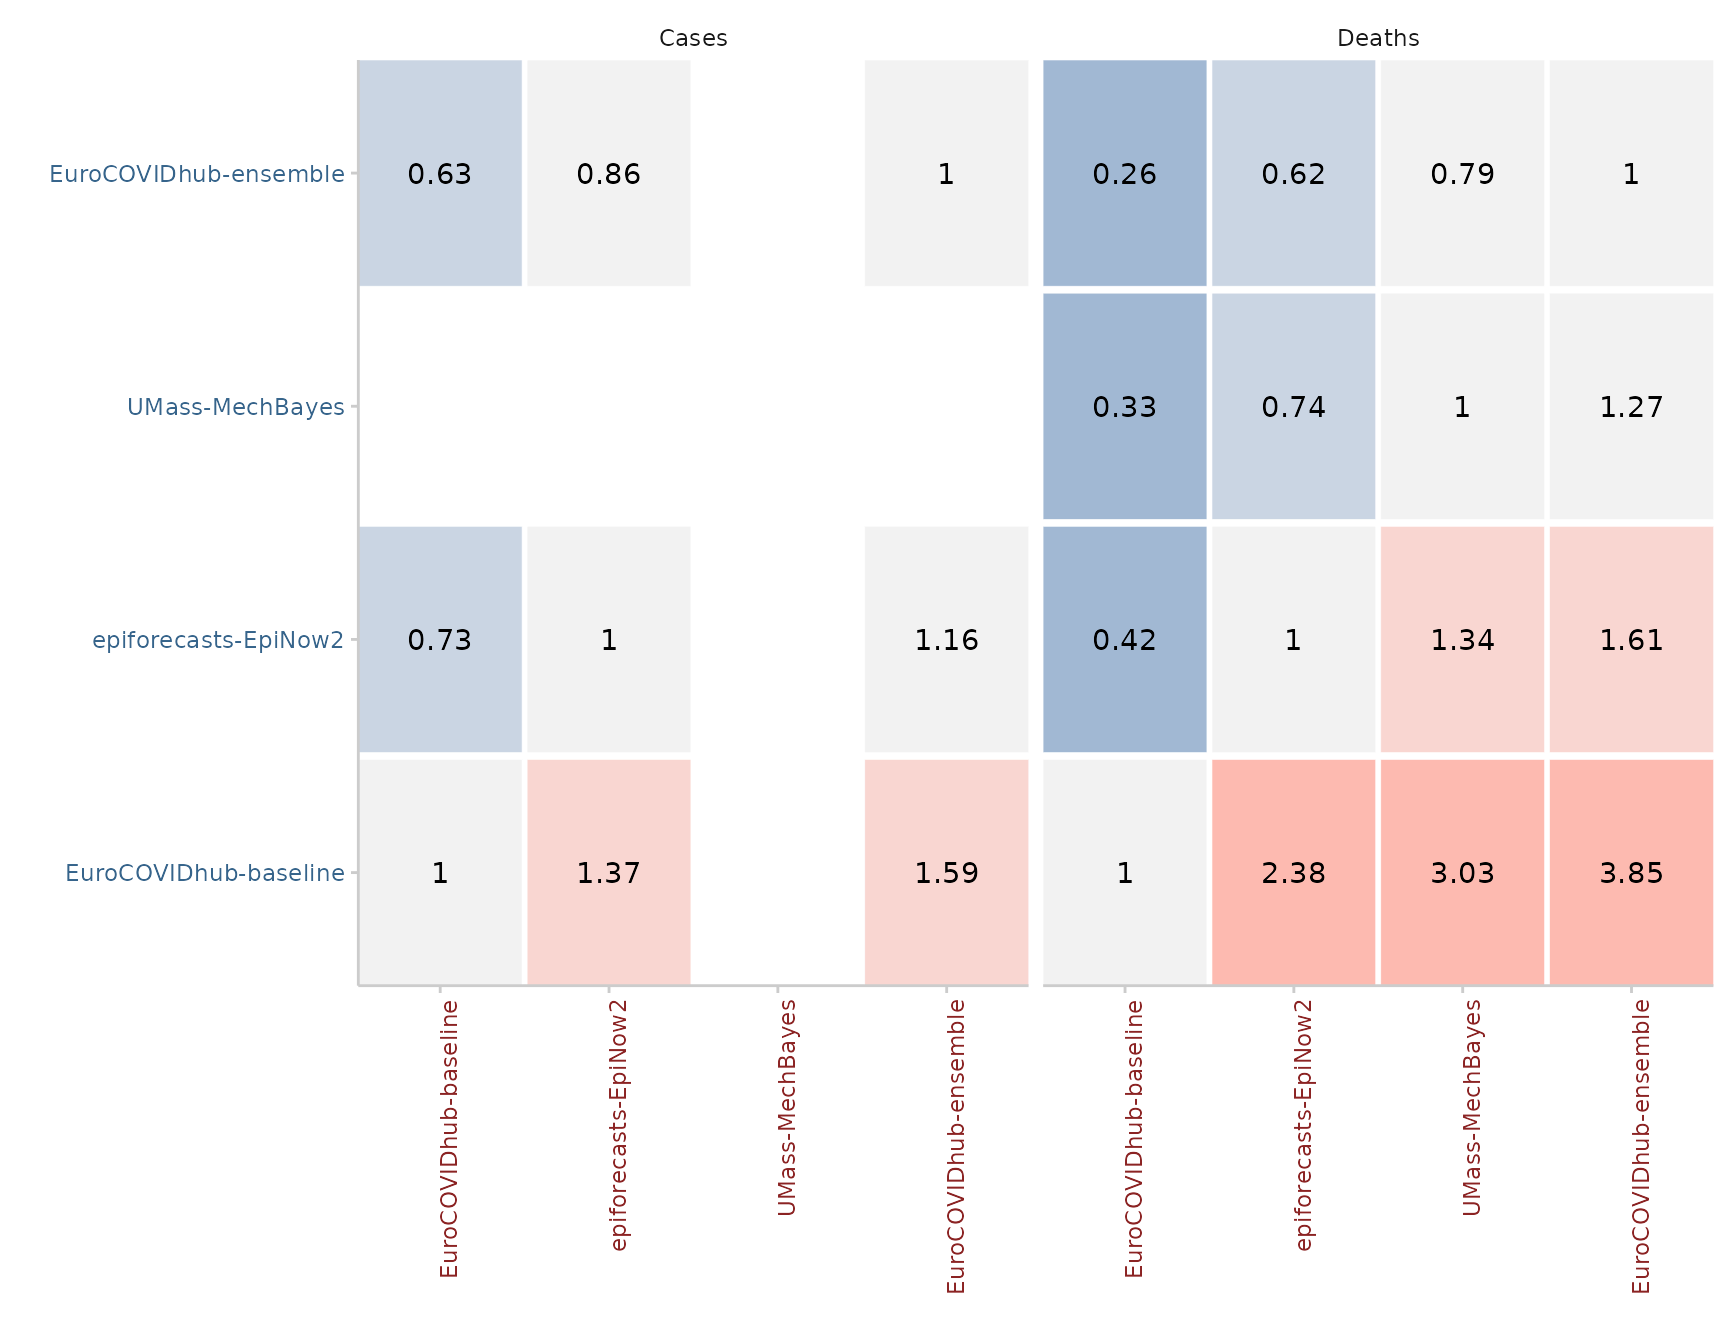 Cases Deaths
EuroCOVIDhub-ensemble 0.63 0.86 1 0.26 0.62 0.79 1
UMass-MechBayes 0.33 0.74 1 1.27
epiforecasts-EpiNow2 0.73 1 1.16 0.42 1 1.34 1.61
EuroCOVIDhub-baseline 1 1.37 1.59 1 2.38 3.03 3.85
EuroCOVIDhub-baseline
epiforecasts-EpiNow2
UMass-MechBayes
EuroCOVIDhub-ensemble
EuroCOVIDhub-baseline
epiforecasts-EpiNow2
UMass-MechBayes
EuroCOVIDhub-ensemble